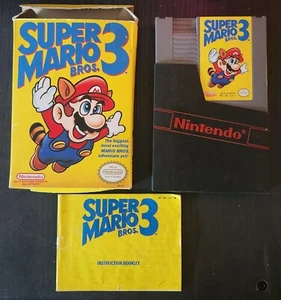 SUPER
MARIO 3
BROS.
The biggest,
most exciting
MARIO BROS.
adventure yet!
Nintendo
SUPER
MARIO 3
BROS.
Nintendo®
SUPER
MARIO 3
BROS.
INSTRUCTION BOOKLET